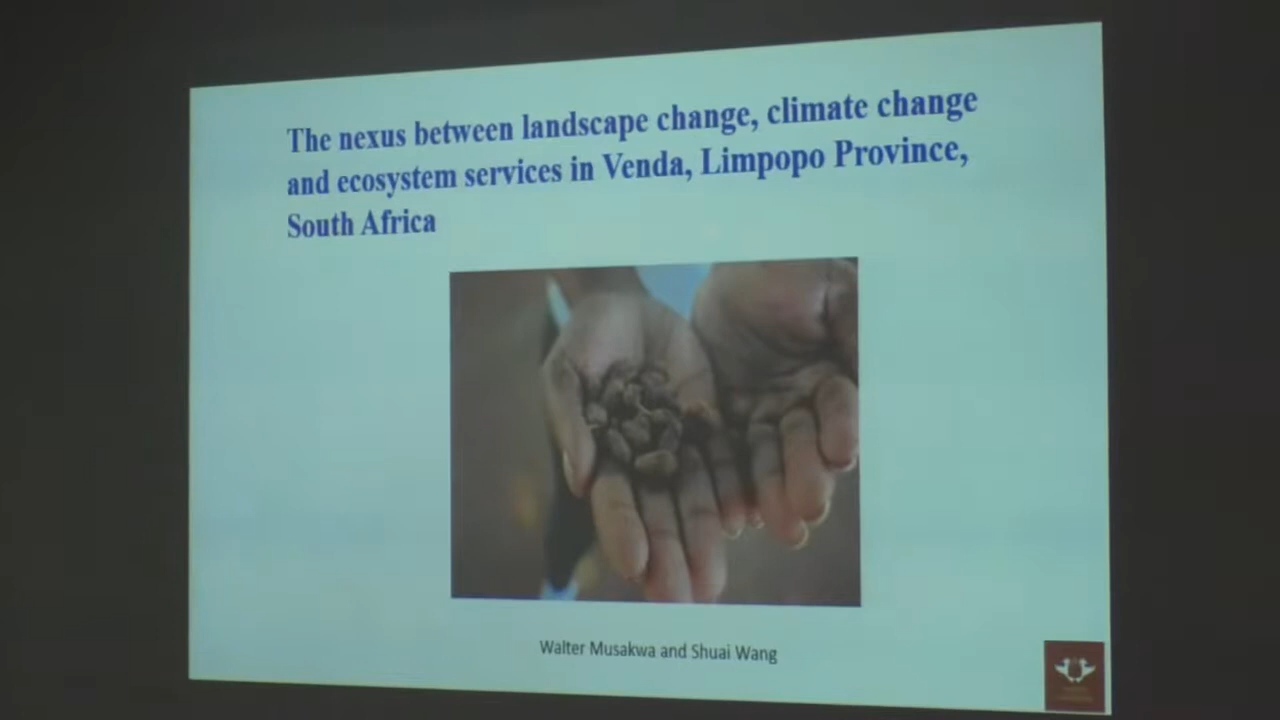 The nexus between landscape change, climate change
and ecosystem services in Venda, Limpopo Province,
South Africa
Walter Musakwa and Shuai Wang